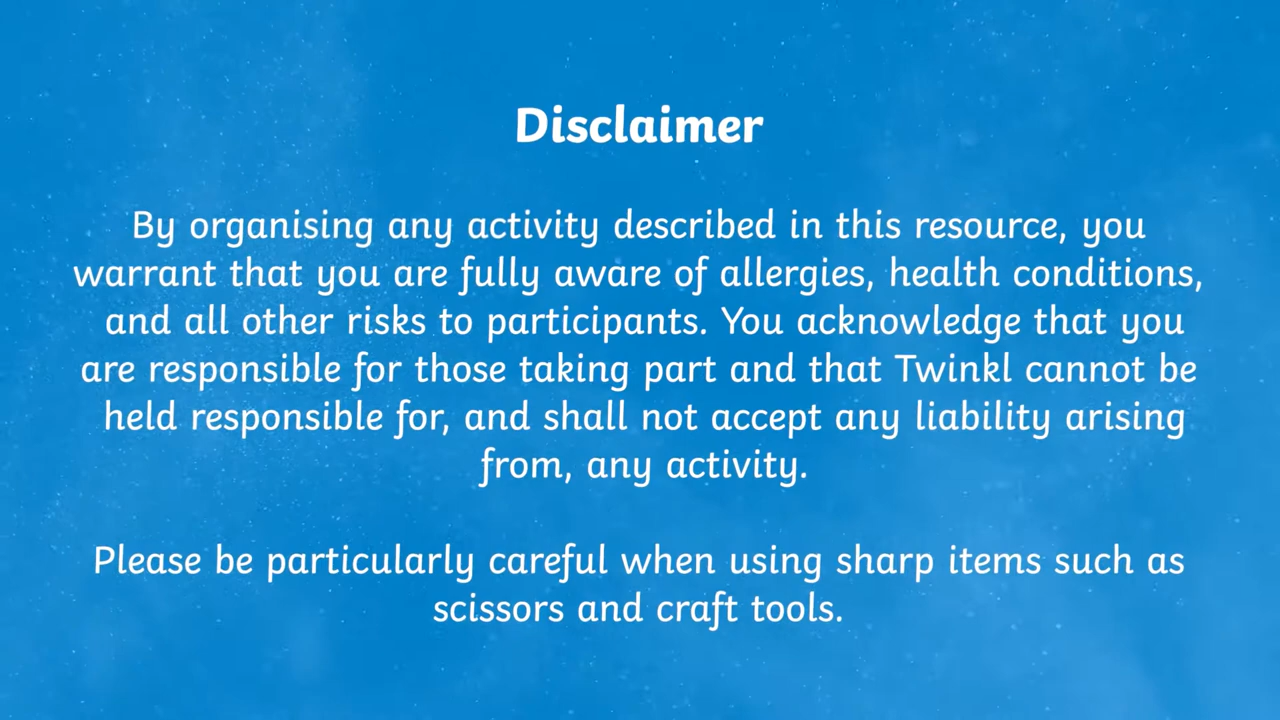 Disclaimer
By organising any activity described in this resource, you
warrant that you are fully aware of allergies, health conditions,
and all other risks to participants. You acknowledge that you
are responsible for those taking part and that Twinkl cannot be
held responsible for, and shall not accept any liability arising
from, any activity.
Please be particularly careful when using sharp items such as
scissors and craft tools.